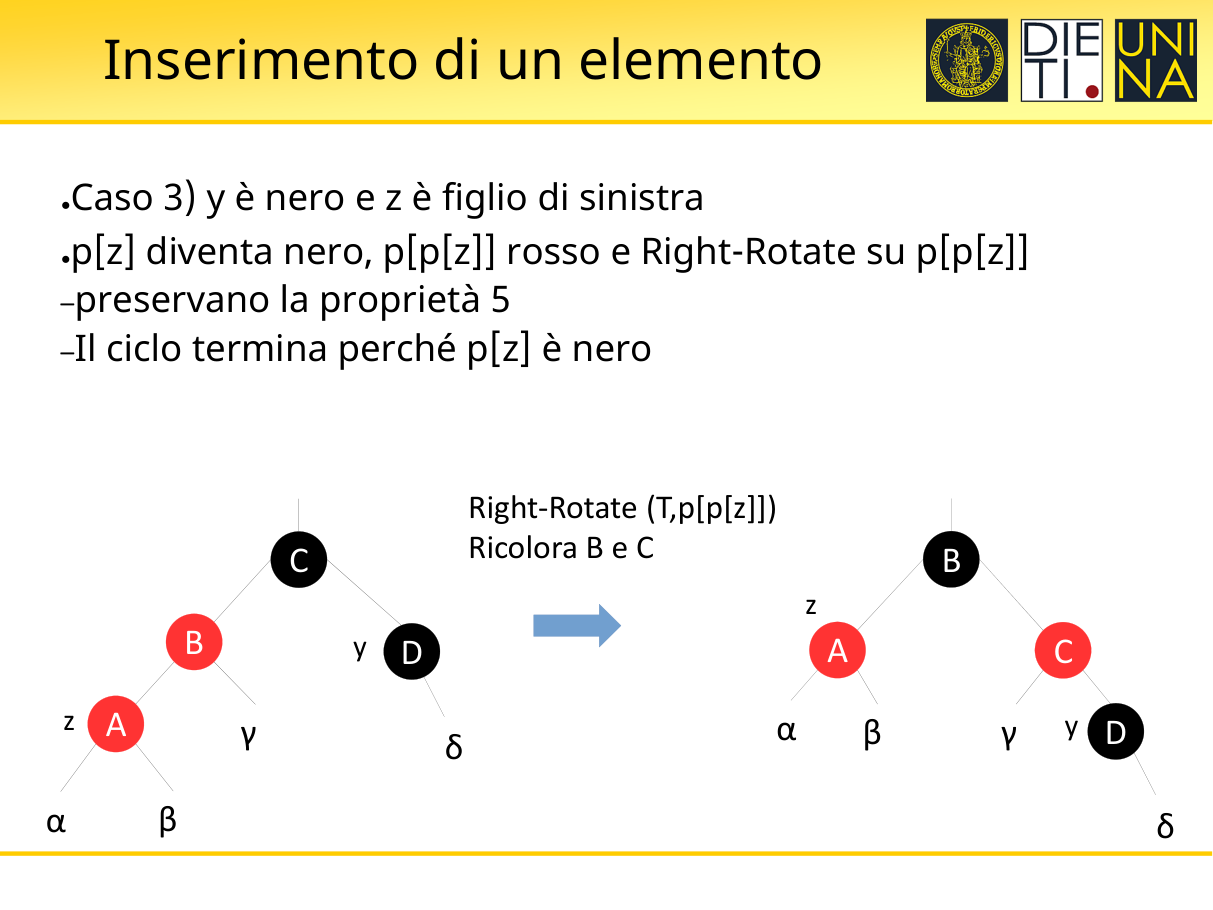 Inserimento di un elemento
DIE
TI.
UNI
NA
•Caso 3) y è nero e z è figlio di sinistra
•p[z] diventa nero, p[p[z]] rosso e Right-Rotate su p[p[z]]
–preservano la proprietà 5
–Il ciclo termina perché p[z] è nero
Right-Rotate (T,p[p[z]])
Ricolora B e C
C
B
y
D
z
A
γ
δ
α
β
B
z
A
C
α
β
γ
y
D
δ